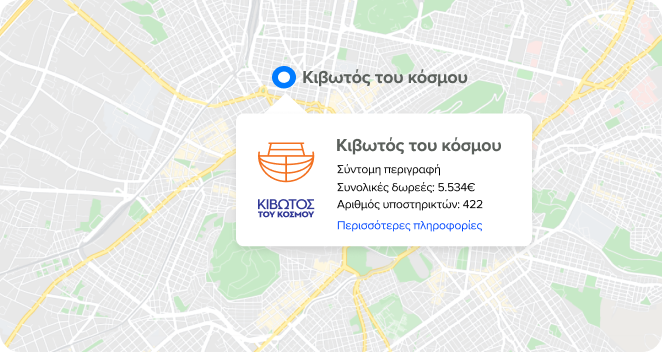 Κιβωτός του κόσμου
Κιβωτός του κόσμου
Σύντομη περιγραφή
Συνολικές δωρεές: 5.534€
Αριθμός υποστηρικτών: 422
Περισσότερες πληροφορίες
ΚΙΒΩΤΟΣ
ΤΟΥ ΚΟΣΜΟΥ